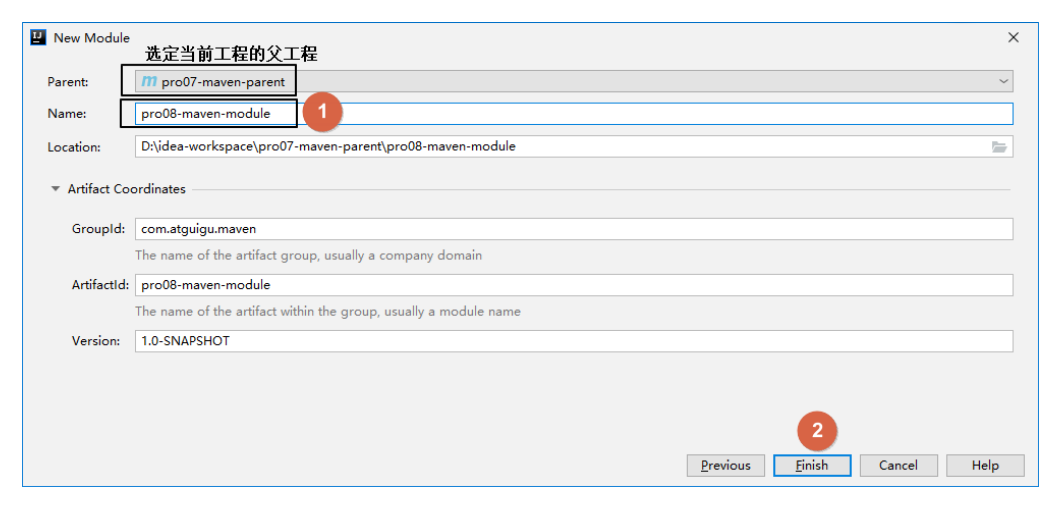 New Module
选定当前工程的父工程
Parent: pro07-maven-parent
Name: pro08-maven-module
1
Location: D:\idea-workspace\pro07-maven-parent\pro08-maven-module
Artifact Coordinates
GroupId: com.atguigu.maven
The name of the artifact group, usually a company domain
ArtifactId: pro08-maven-module
The name of the artifact within the group, usually a module name
Version: 1.0-SNAPSHOT
2
Previous Finish Cancel Help